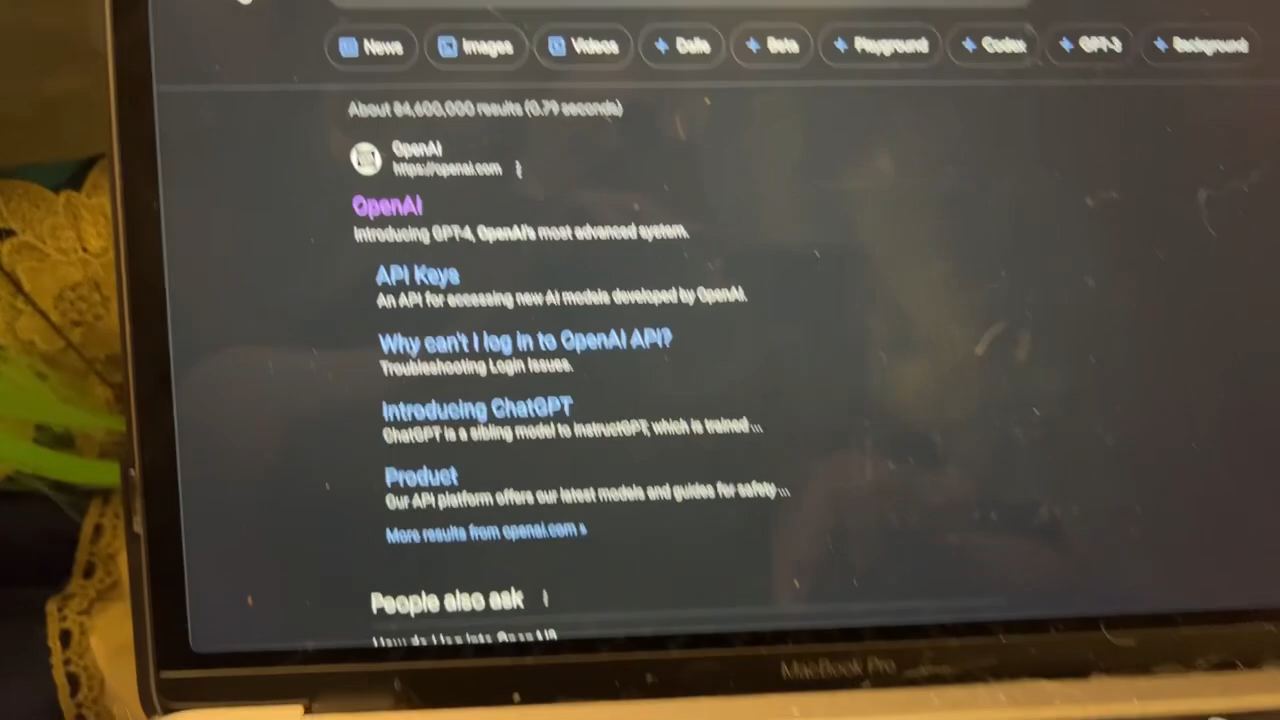 News Images Videos Dalle Beta Playground Codex GPT-3 Background
About 84,600,000 results (0.79 seconds)
OpenAI
https://openai.com
OpenAI
Introducing GPT-4, OpenAI's most advanced system.
API Keys
An API for accessing new AI models developed by OpenAI.
Why can't I log in to OpenAI API?
Troubleshooting Login Issues.
Introducing ChatGPT
ChatGPT is a sibling model to InstructGPT, which is trained ...
Product
Our API platform offers our latest models and guides for safety ...
More results from openai.com »
People also ask
MacBook Pro